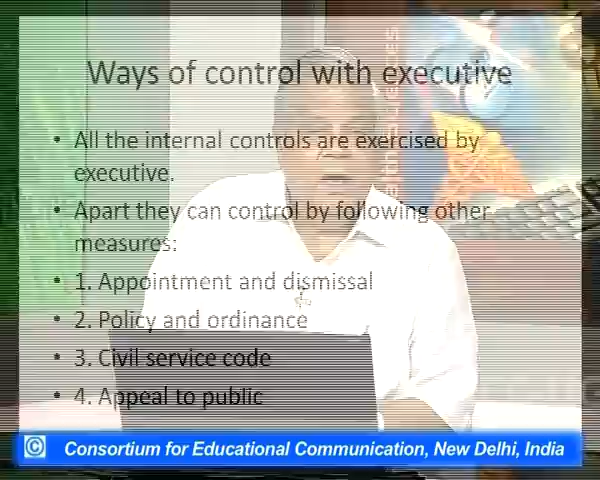 Ways of control with executive
• All the internal controls are exercised by
executive.
• Apart they can control by following other
measures:
• 1. Appointment and dismissal
• 2. Policy and ordinance
• 3. Civil service code
• 4. Appeal to public
© Consortium for Educational Communication, New Delhi, India